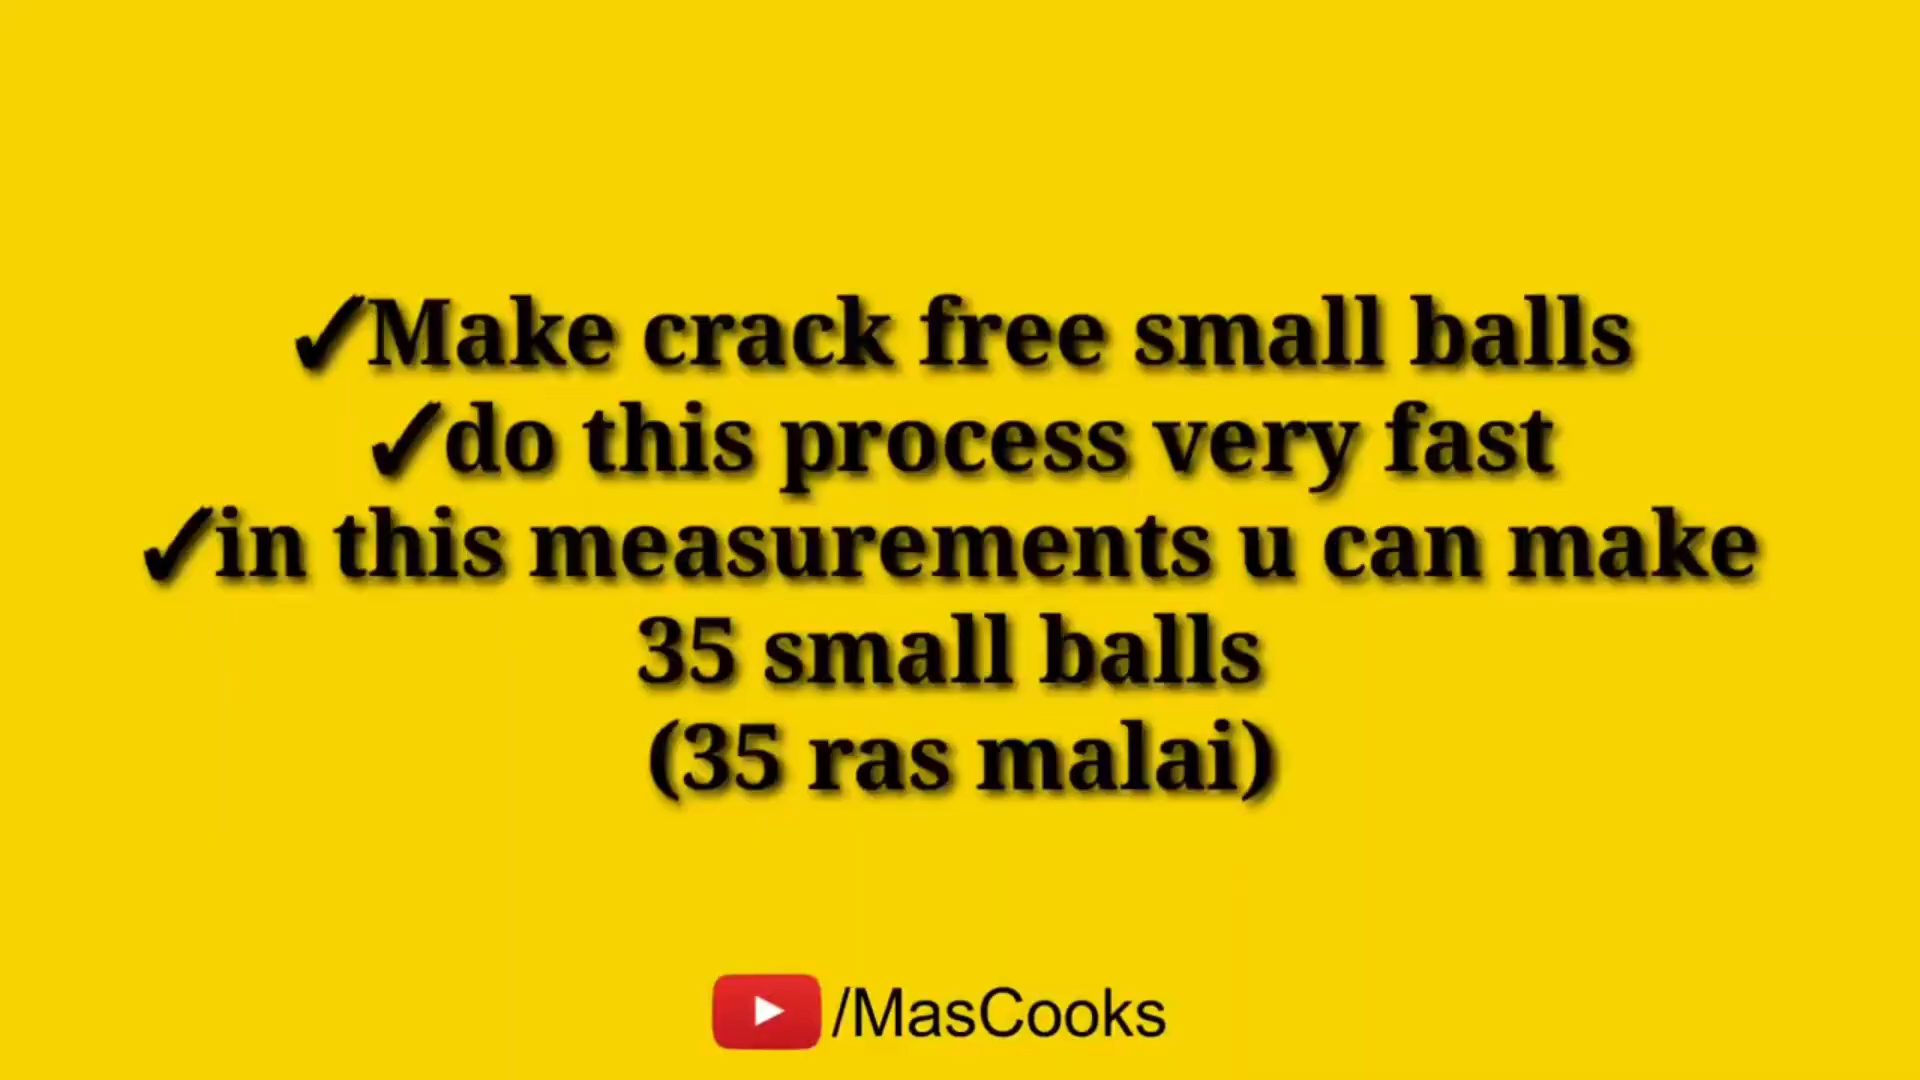 ✓Make crack free small balls
✓do this process very fast
✓in this measurements u can make
35 small balls
(35 ras malai)
/MasCooks